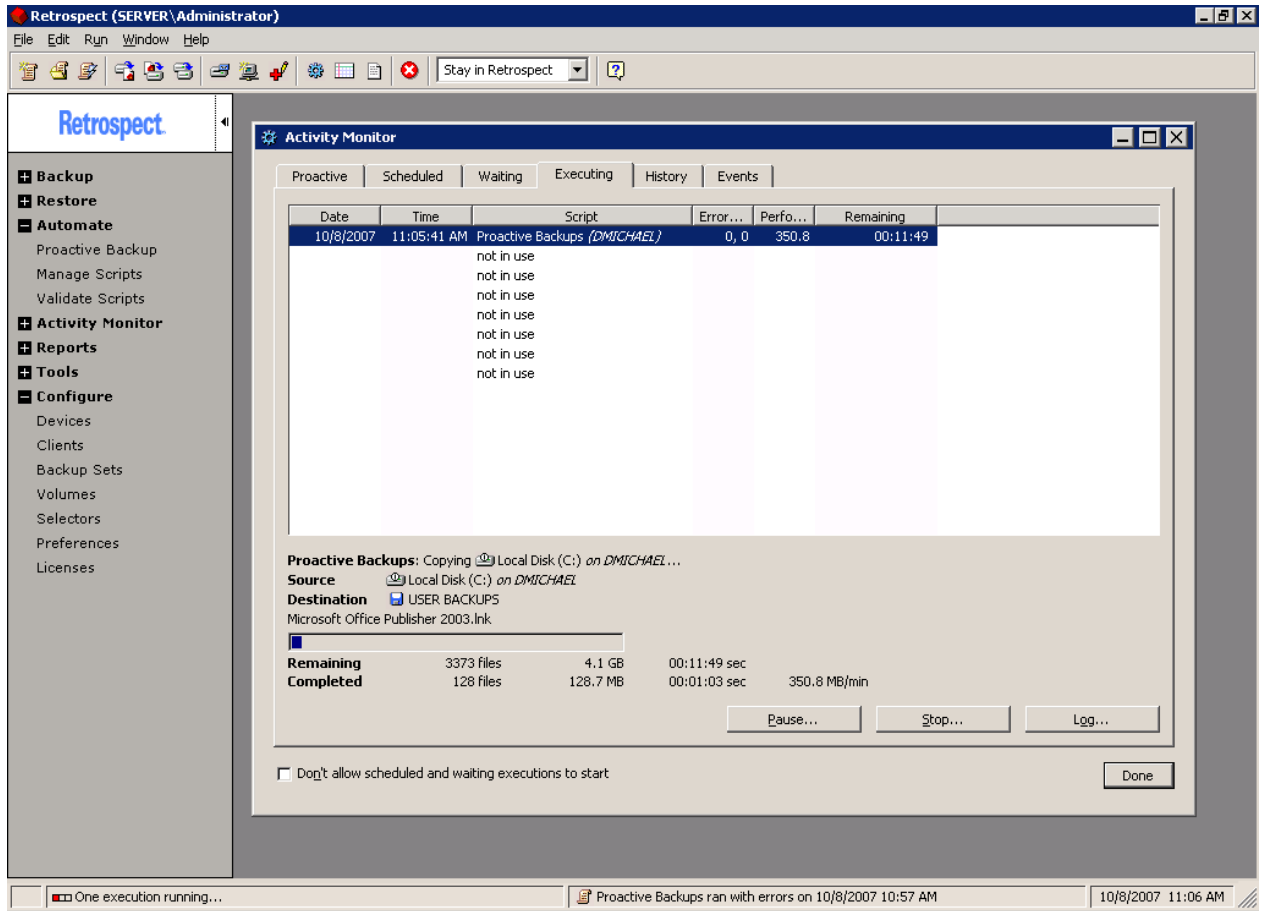 Retrospect (SERVER\Administrator)
File Edit Run Window Help
Stay in Retrospect
Retrospect.
Backup
Restore
Automate
Proactive Backup
Manage Scripts
Validate Scripts
Activity Monitor
Reports
Tools
Configure
Devices
Clients
Backup Sets
Volumes
Selectors
Preferences
Licenses
Activity Monitor
Proactive Scheduled Waiting Executing History Events
Date Time Script Error... Perfo... Remaining
10/8/2007 11:05:41 AM Proactive Backups (DMICHAEL) 0, 0 350.8 00:11:49
not in use
not in use
not in use
not in use
not in use
not in use
not in use
Proactive Backups: Copying Local Disk (C:) on DMICHAEL...
Source Local Disk (C:) on DMICHAEL
Destination USER BACKUPS
Microsoft Office Publisher 2003.lnk
Remaining 3373 files 4.1 GB 00:11:49 sec
Completed 128 files 128.7 MB 00:01:03 sec 350.8 MB/min
Pause... Stop... Log...
Don't allow scheduled and waiting executions to start
Done
One execution running... Proactive Backups ran with errors on 10/8/2007 10:57 AM 10/8/2007 11:06 AM